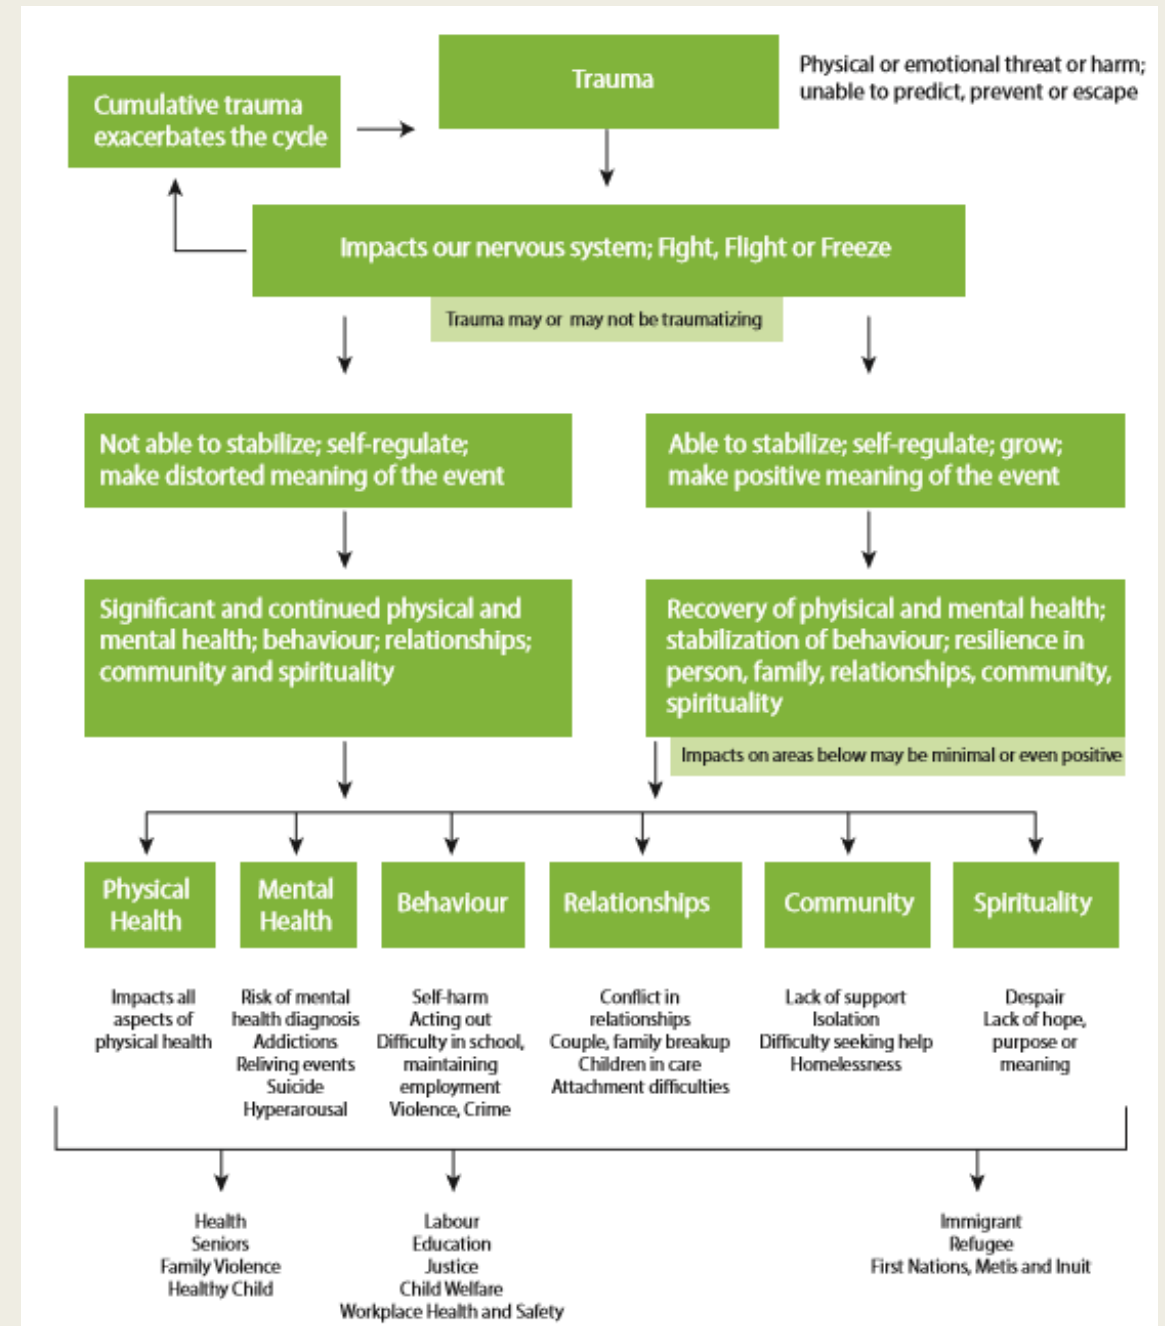 Trauma
Physical or emotional threat or harm;
unable to predict, prevent or escape
Cumulative trauma
exacerbates the cycle
Impacts our nervous system; Fight, Flight or Freeze
Trauma may or may not be traumatizing
Not able to stabilize; self-regulate;
make distorted meaning of the event
Able to stabilize; self-regulate; grow;
make positive meaning of the event
Significant and continued physical and
mental health; behaviour; relationships;
community and spirituality
Recovery of phyisical and mental health;
stabilization of behaviour; resilience in
person, family, relationships, community,
spirituality
Impacts on areas below may be minimal or even positive
Physical
Health
Mental
Health
Behaviour
Relationships
Community
Spirituality
Impacts all
aspects of
physical health
Risk of mental
health diagnosis
Addictions
Reliving events
Suicide
Hyperarousal
Self-harm
Acting out
Difficulty in school,
maintaining
employment
Violence, Crime
Conflict in
relationships
Couple, family breakup
Children in care
Attachment difficulties
Lack of support
Isolation
Difficulty seeking help
Homelessness
Despair
Lack of hope,
purpose or
meaning
Health
Seniors
Family Violence
Healthy Child
Labour
Education
Justice
Child Welfare
Workplace Health and Safety
Immigrant
Refugee
First Nations, Metis and Inuit